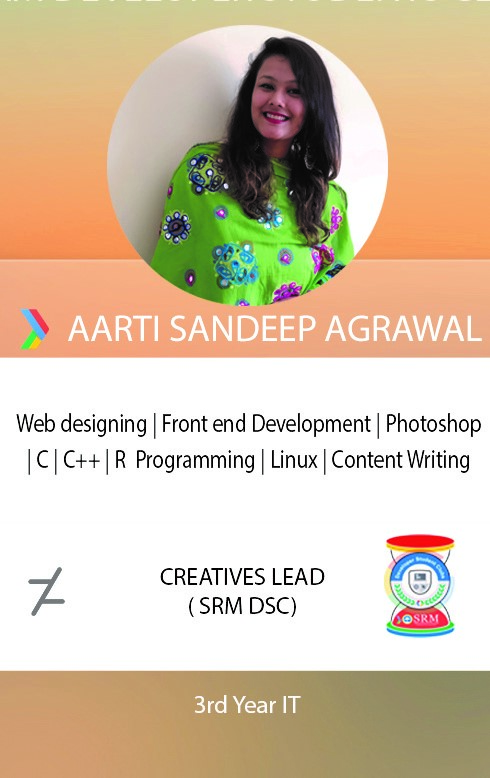 AARTI SANDEEP AGRAWAL
Web designing | Front end Development | Photoshop
| C | C++ | R Programming | Linux | Content Writing
CREATIVES LEAD
( SRM DSC)
SRM
3rd Year IT